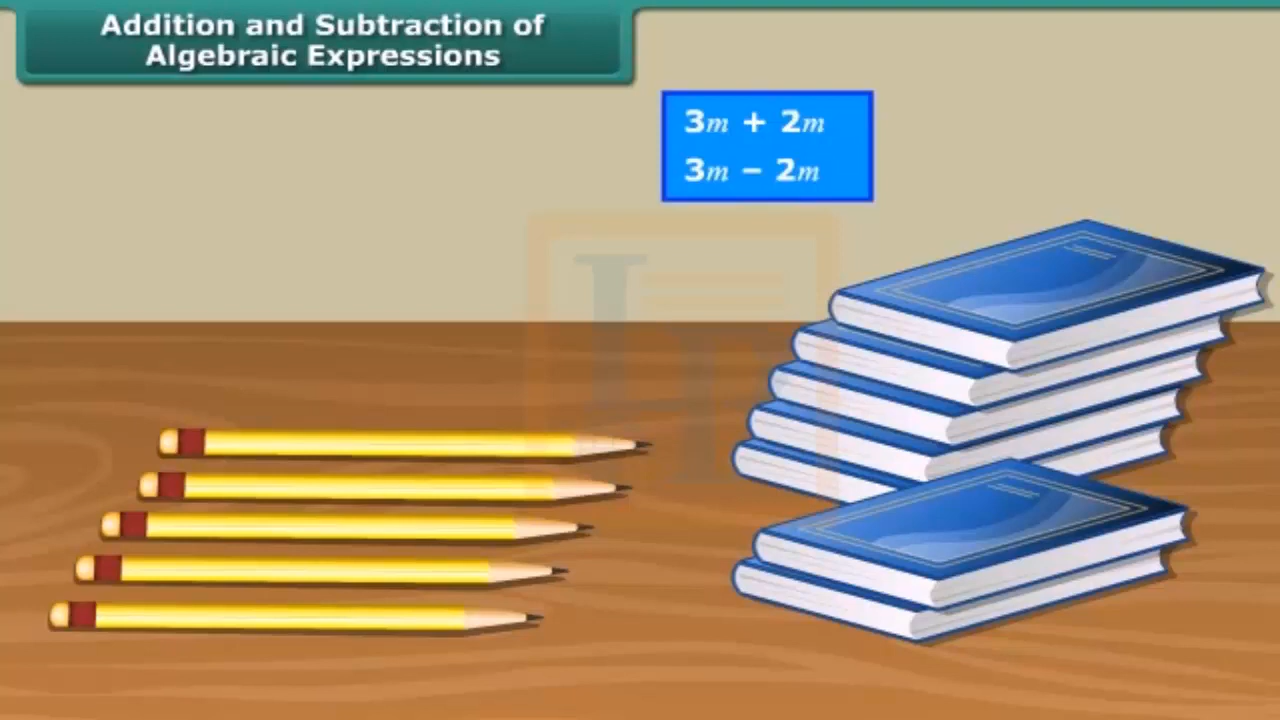 Addition and Subtraction of
Algebraic Expressions
3m + 2m
3m – 2m